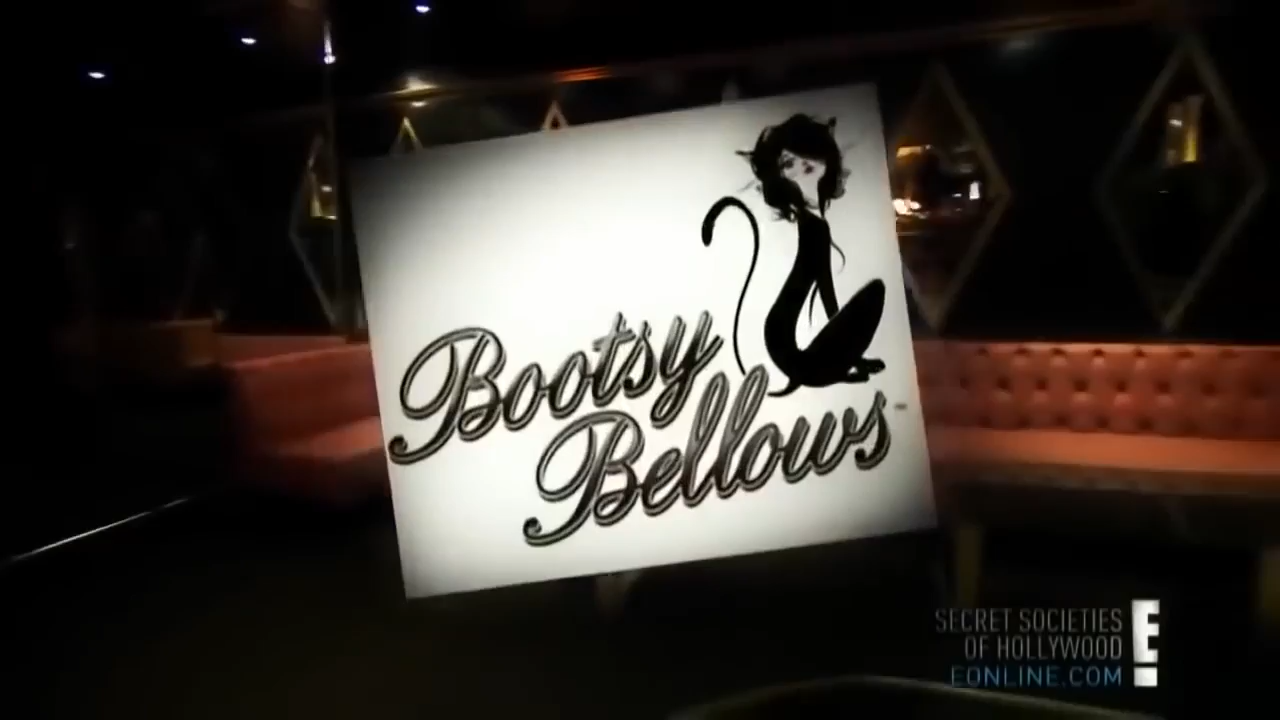 Bootsy
Bellows
SECRET SOCIETIES
OF HOLLYWOOD
EONLINE.COM
E!